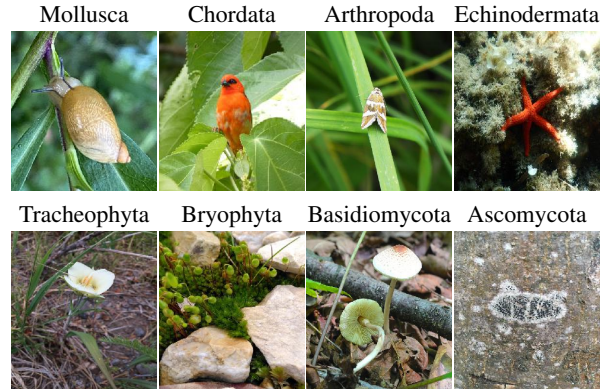 Mollusca Chordata Arthropoda Echinodermata
Tracheophyta Bryophyta Basidiomycota Ascomycota